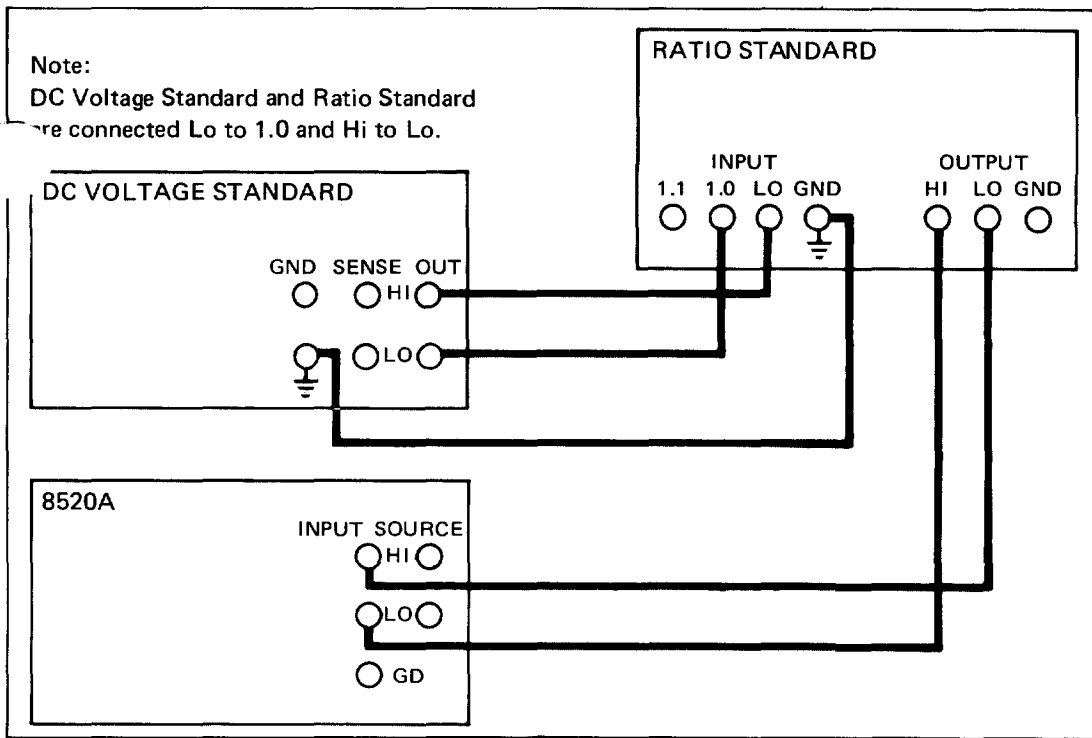 Note:
DC Voltage Standard and Ratio Standard
are connected Lo to 1.0 and Hi to Lo.
RATIO STANDARD
INPUT OUTPUT
1.1 1.0 LO GND HI LO GND
DC VOLTAGE STANDARD
GND SENSE OUT
HI
LO
8520A
INPUT SOURCE
HI
LO
GD